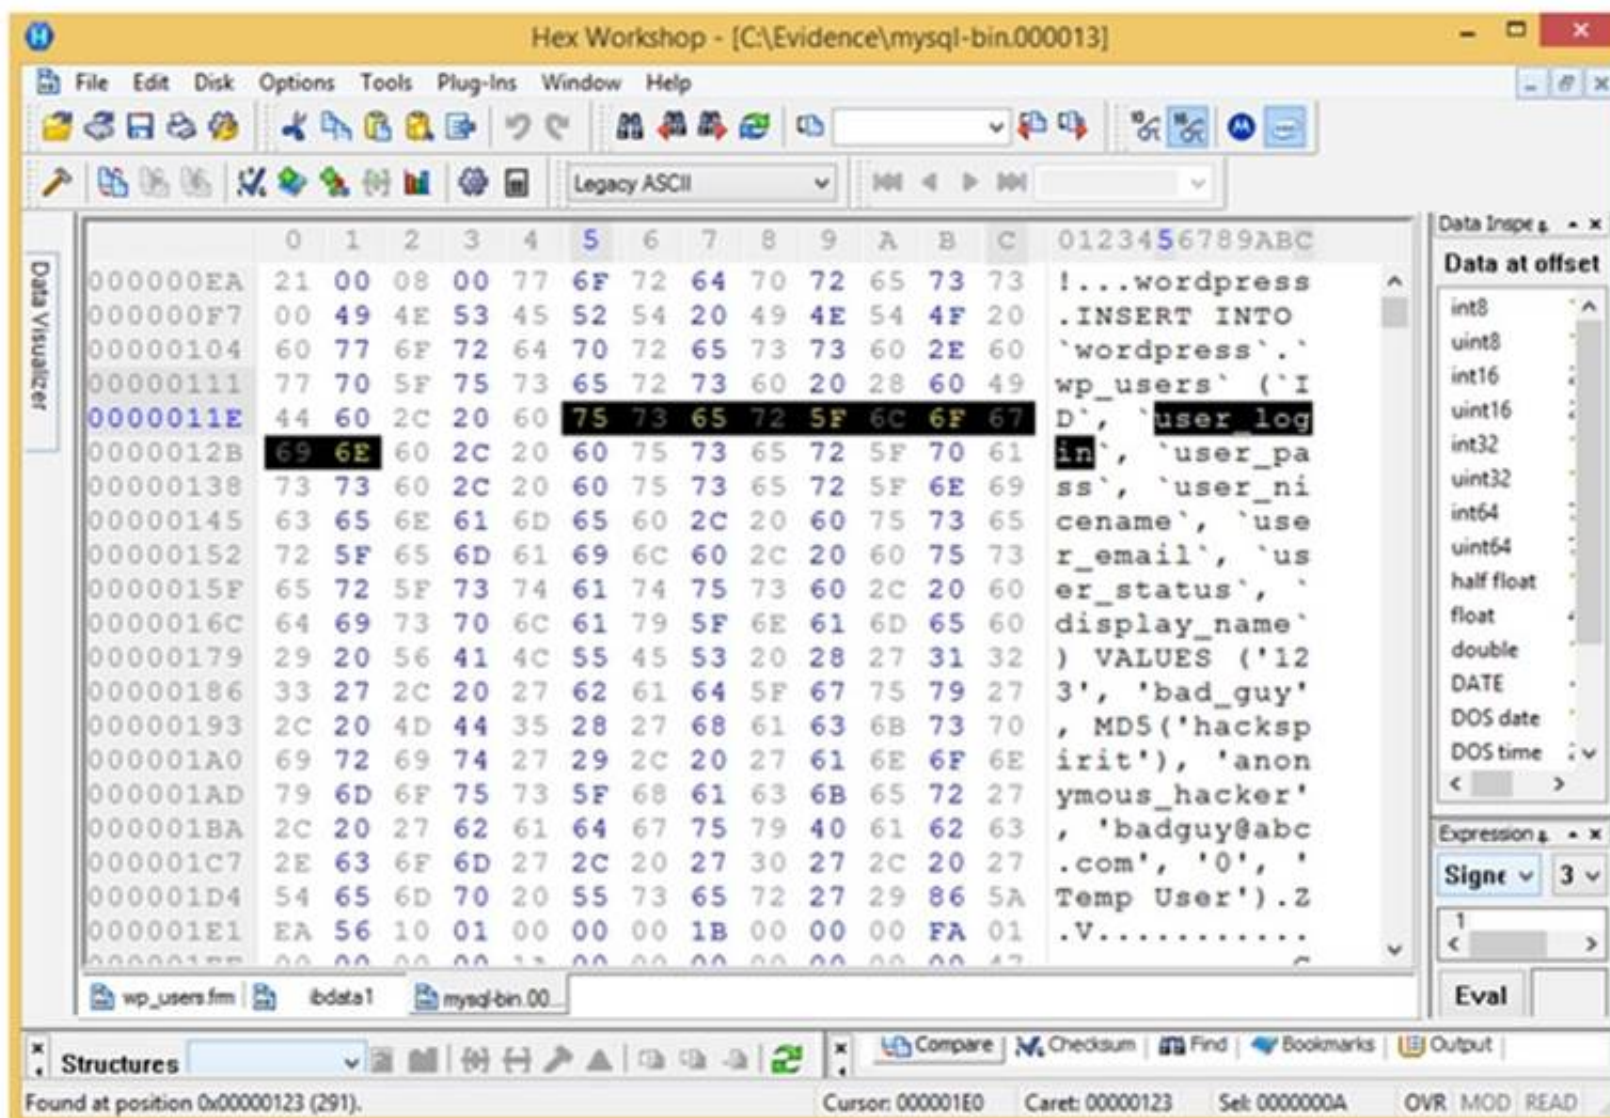 Hex Workshop - [C:\Evidence\mysql-bin.000013]
File Edit Disk Options Tools Plug-Ins Window Help
Legacy ASCII
Data Visualizer
0 1 2 3 4 5 6 7 8 9 A B C 0123456789ABC
000000EA 21 00 08 00 77 6F 72 64 70 72 65 73 73 !...wordpress
000000F7 00 49 4E 53 45 52 54 20 49 4E 54 4F 20 .INSERT INTO
00000104 60 77 6F 72 64 70 72 65 73 73 60 2E 60 `wordpress`.`
00000111 77 70 5F 75 73 65 72 73 60 20 28 60 49 wp_users` (`I
0000011E 44 60 2C 20 60 75 73 65 72 5F 6C 6F 67 D`, `user_log
0000012B 69 6E 60 2C 20 60 75 73 65 72 5F 70 61 in`, `user_pa
00000138 73 73 60 2C 20 60 75 73 65 72 5F 6E 69 ss`, `user_ni
00000145 63 65 6E 61 6D 65 60 2C 20 60 75 73 65 cename`, `use
00000152 72 5F 65 6D 61 69 6C 60 2C 20 60 75 73 r_email`, `us
0000015F 65 72 5F 73 74 61 74 75 73 60 2C 20 60 er_status`, `
0000016C 64 69 73 70 6C 61 79 5F 6E 61 6D 65 60 display_name`
00000179 29 20 56 41 4C 55 45 53 20 28 27 31 32 ) VALUES ('12
00000186 33 27 2C 20 27 62 61 64 5F 67 75 79 27 3', 'bad_guy'
00000193 2C 20 4D 44 35 28 27 68 61 63 6B 73 70 , MD5('hacksp
000001A0 69 72 69 74 27 29 2C 20 27 61 6E 6F 6E irit'), 'anon
000001AD 79 6D 6F 75 73 5F 68 61 63 6B 65 72 27 ymous_hacker'
000001BA 2C 20 27 62 61 64 67 75 79 40 61 62 63 , 'badguy@abc
000001C7 2E 63 6F 6D 27 2C 20 27 30 27 2C 20 27 .com', '0', '
000001D4 54 65 6D 70 20 55 73 65 72 27 29 86 5A Temp User').Z
000001E1 EA 56 10 01 00 00 00 1B 00 00 00 FA 01 .V...........
Data Inspe
Data at offset
int8
uint8
int16
uint16
int32
uint32
int64
uint64
half float
float
double
DATE
DOS date
DOS time
Expression
Signe 3
1
Eval
wp_users.frm ibdata1 mysql-bin.00...
Structures
Compare Checksum Find Bookmarks Output
Found at position 0x00000123 (291). Cursor: 000001E0 Caret: 00000123 Sel: 0000000A OVR MOD READ